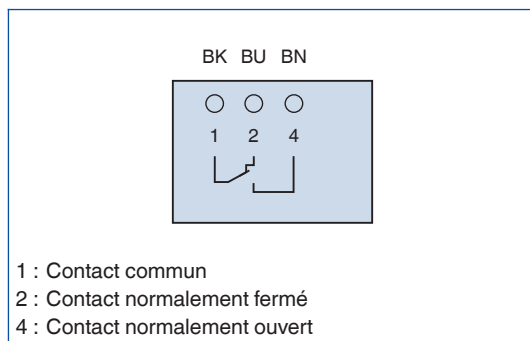 BK BU BN
1 2 4
1 : Contact commun
2 : Contact normalement fermé
4 : Contact normalement ouvert